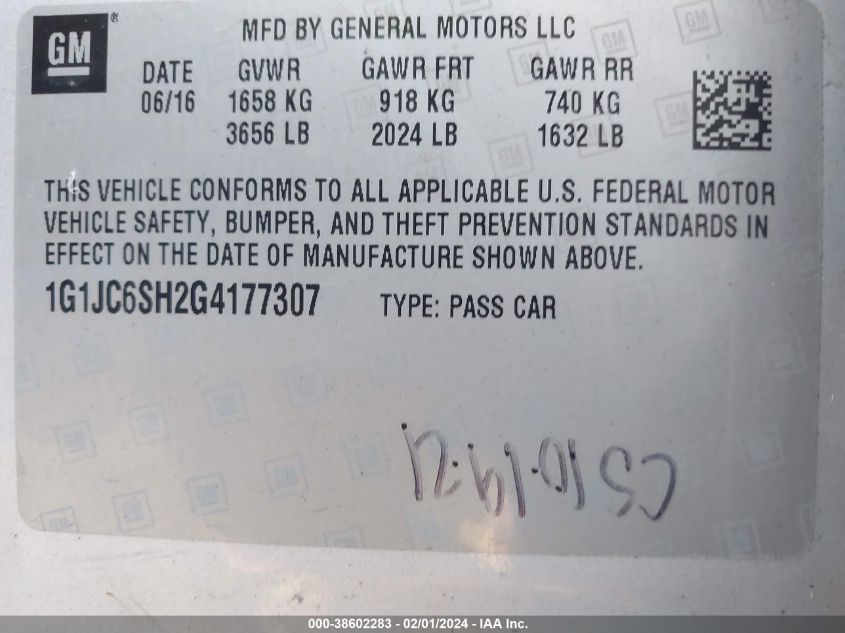 GM®
MFD BY GENERAL MOTORS LLC
DATE GVWR GAWR FRT GAWR RR
06/16 1658 KG 918 KG 740 KG
3656 LB 2024 LB 1632 LB
THIS VEHICLE CONFORMS TO ALL APPLICABLE U.S. FEDERAL MOTOR
VEHICLE SAFETY, BUMPER, AND THEFT PREVENTION STANDARDS IN
EFFECT ON THE DATE OF MANUFACTURE SHOWN ABOVE.
1G1JC6SH2G4177307 TYPE: PASS CAR
000-38602283 - 02/01/2024 - IAA Inc.